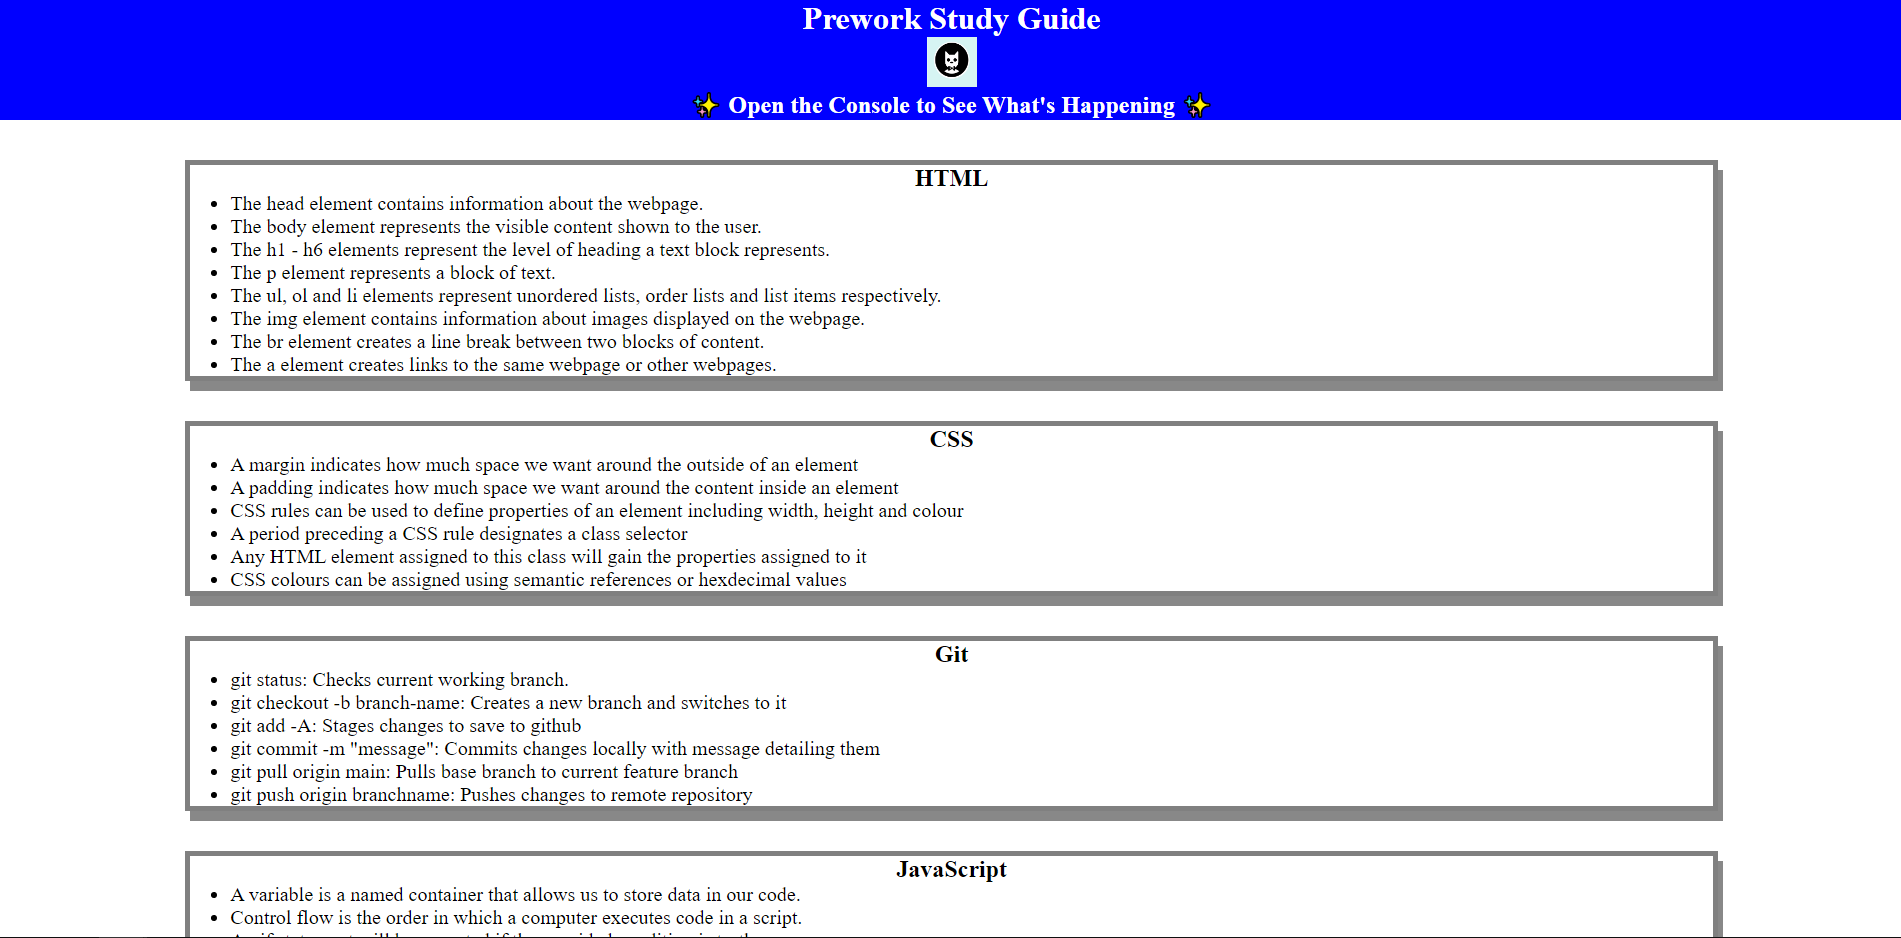 Prework Study Guide
✨ Open the Console to See What's Happening ✨
HTML
The head element contains information about the webpage.
The body element represents the visible content shown to the user.
The h1 - h6 elements represent the level of heading a text block represents.
The p element represents a block of text.
The ul, ol and li elements represent unordered lists, order lists and list items respectively.
The img element contains information about images displayed on the webpage.
The br element creates a line break between two blocks of content.
The a element creates links to the same webpage or other webpages.
CSS
A margin indicates how much space we want around the outside of an element
A padding indicates how much space we want around the content inside an element
CSS rules can be used to define properties of an element including width, height and colour
A period preceding a CSS rule designates a class selector
Any HTML element assigned to this class will gain the properties assigned to it
CSS colours can be assigned using semantic references or hexdecimal values
Git
git status: Checks current working branch.
git checkout -b branch-name: Creates a new branch and switches to it
git add -A: Stages changes to save to github
git commit -m "message": Commits changes locally with message detailing them
git pull origin main: Pulls base branch to current feature branch
git push origin branchname: Pushes changes to remote repository
JavaScript
A variable is a named container that allows us to store data in our code.
Control flow is the order in which a computer executes code in a script.